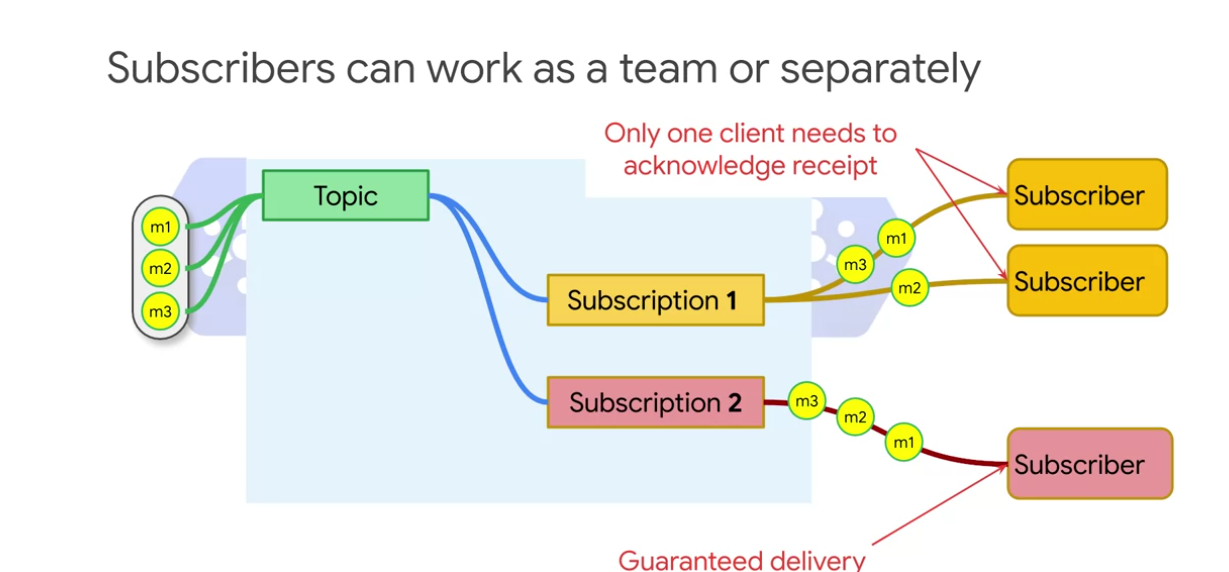 Subscribers can work as a team or separately
Only one client needs to
acknowledge receipt
Topic
Subscriber
m1
m2
m3
m1
m3
m2
Subscriber
Subscription 1
Subscription 2
m3
m2
m1
Subscriber
Guaranteed delivery